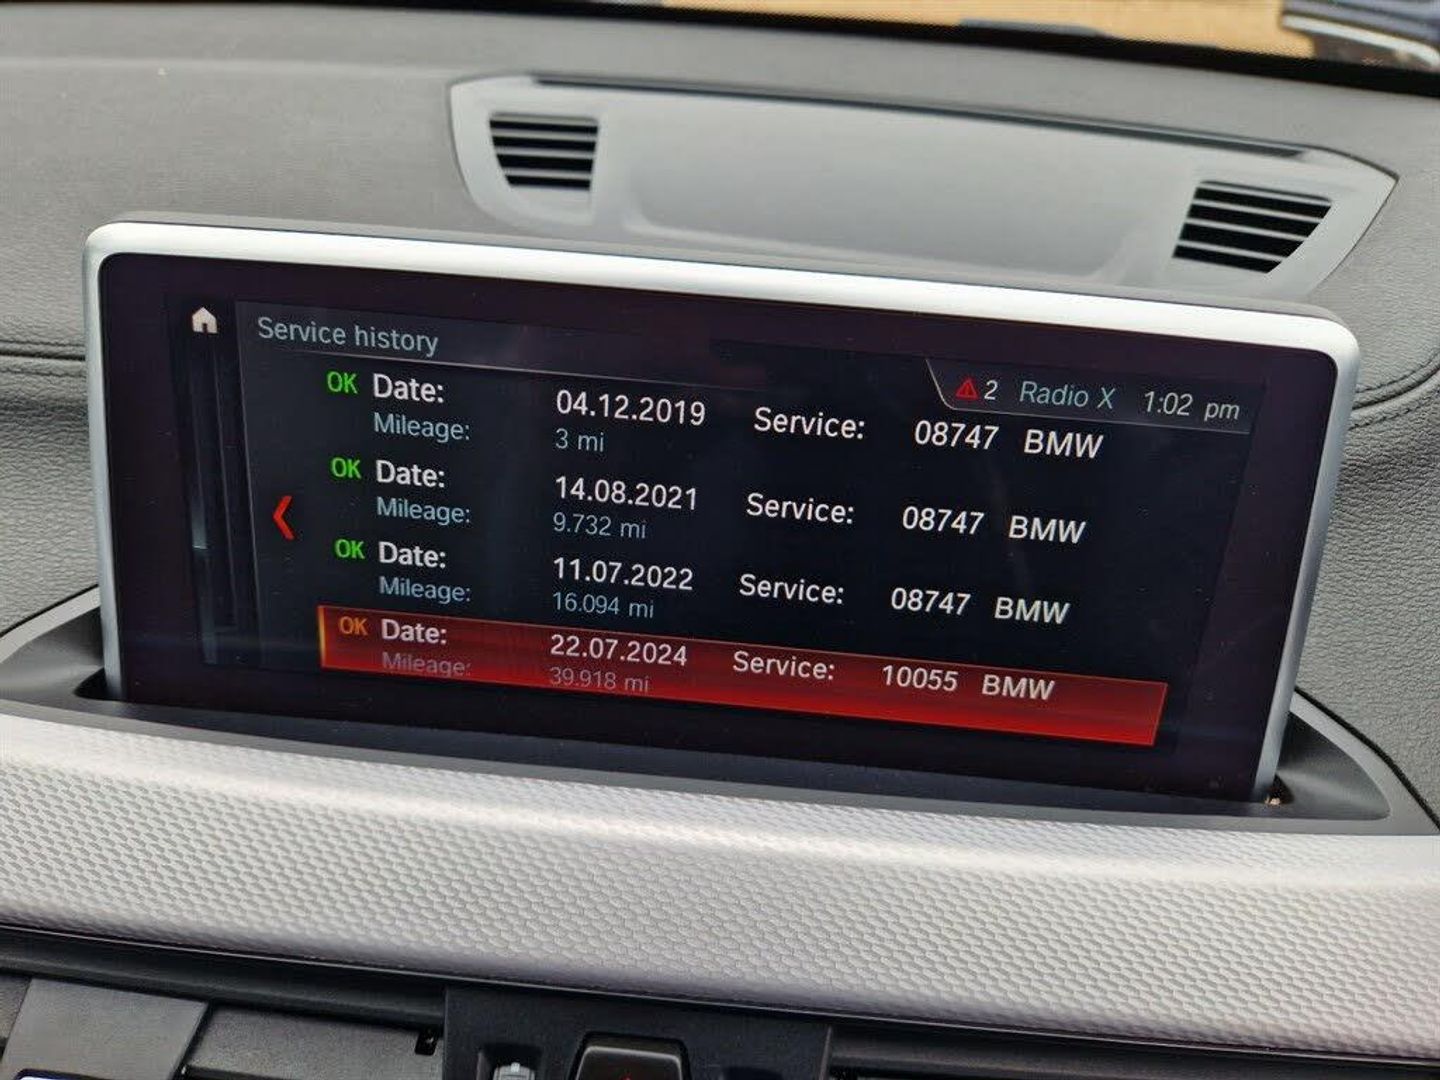 Service history
2 Radio X 1:02 pm
OK Date: 04.12.2019 Service: 08747 BMW
Mileage: 3 mi
OK Date: 14.08.2021 Service: 08747 BMW
Mileage: 9.732 mi
OK Date: 11.07.2022 Service: 08747 BMW
Mileage: 16.094 mi
OK Date: 22.07.2024 Service: 10055 BMW
Mileage: 39.918 mi